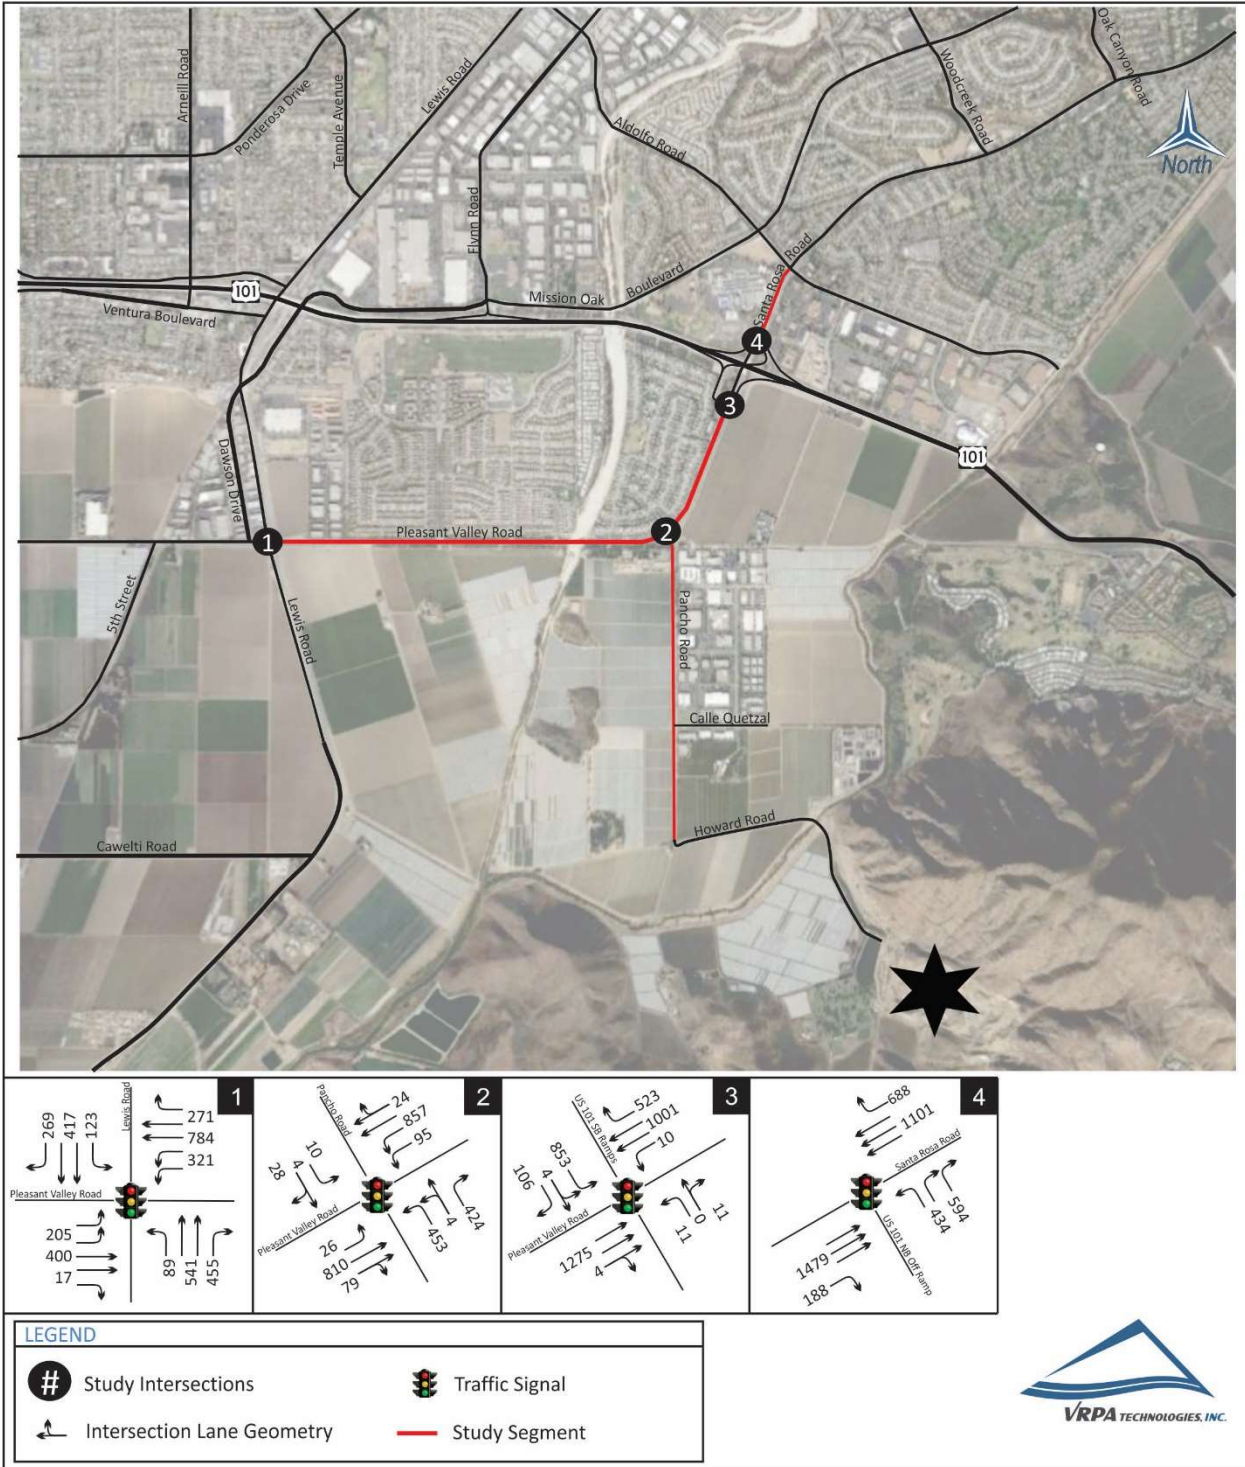 Arneill Road
Ponderosa Drive
Temple Avenue
Lewis Road
Flynn Road
Aldolfo Road
Woodcreek Road
Oak Canyon Road
North
101
Ventura Boulevard
Mission Oak
Boulevard
Santa Rosa Road
4
3
101
Dawson Drive
1
Pleasant Valley Road
2
5th Street
Lewis Road
Pancho Road
Calle Quetzal
Howard Road
Cawelti Road
1
Lewis Road
269
417
123
271
784
321
Pleasant Valley Road
205
400
17
89
541
455
2
Pancho Road
24
857
95
10
4
28
Pleasant Valley Road
26
810
79
453
4
424
3
US 101 SB Ramps
523
1001
10
853
4
106
Pleasant Valley Road
1275
4
11
0
11
4
688
1101
Santa Rosa Road
1479
188
434
594
US 101 NB Off Ramp
LEGEND
# Study Intersections
Traffic Signal
Intersection Lane Geometry
Study Segment
VRPA TECHNOLOGIES, INC.